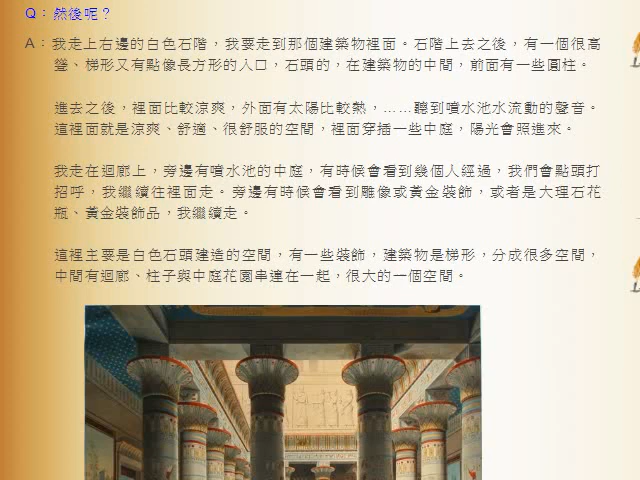 Q：然後呢？
A：我走上右邊的白色石階，我要走到那個建築物裡面。石階上去之後，有一個很高
聳、梯形又有點像長方形的入口，石頭的，在建築物的中間，前面有一些圓柱。
進去之後，裡面比較涼爽，外面有太陽比較熱，……聽到噴水池水流動的聲音。
這裡面就是涼爽、舒適、很舒服的空間，裡面穿插一些中庭，陽光會照進來。
我走在迴廊上，旁邊有噴水池的中庭，有時候會看到幾個人經過，我們會點頭打
招呼，我繼續往裡面走。旁邊有時候會看到雕像或黃金裝飾，或者是大理石花
瓶、黃金裝飾品，我繼續走。
這裡主要是白色石頭建造的空間，有一些裝飾，建築物是梯形，分成很多空間，
中間有迴廊、柱子與中庭花園串連在一起，很大的一個空間。